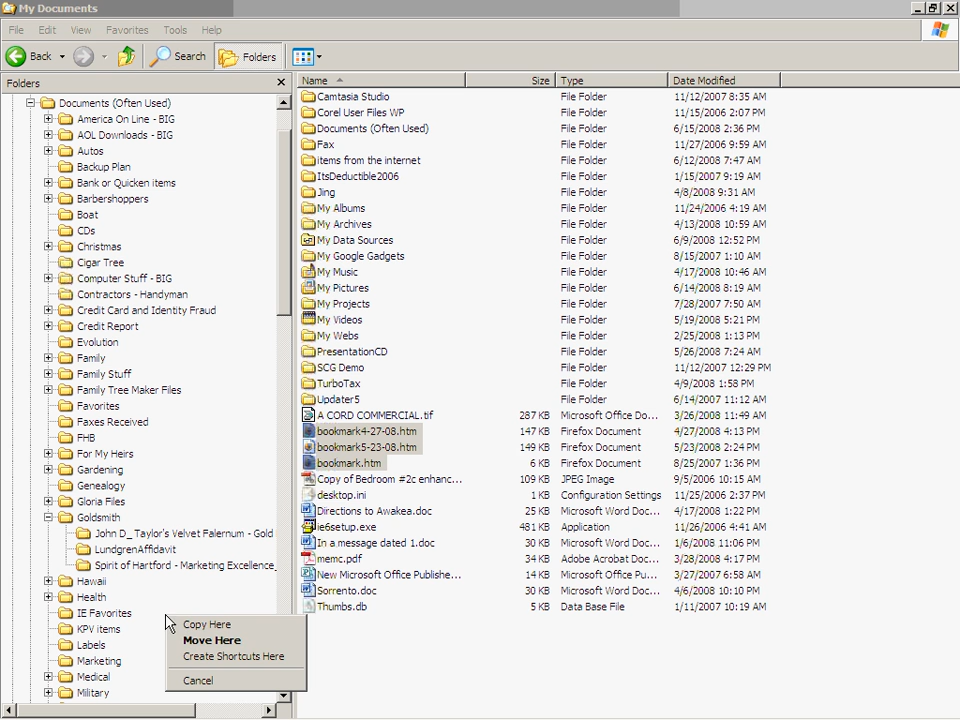 My Documents
File Edit View Favorites Tools Help
Back Search Folders
Folders
Documents (Often Used)
America On Line - BIG
AOL Downloads - BIG
Autos
Backup Plan
Bank or Quicken items
Barbershoppers
Boat
CDs
Christmas
Cigar Tree
Computer Stuff - BIG
Contractors - Handyman
Credit Card and Identity Fraud
Credit Report
Evolution
Family
Family Stuff
Family Tree Maker Files
Favorites
Faxes Received
FHB
For My Heirs
Gardening
Genealogy
Gloria Files
Goldsmith
John D_ Taylor's Velvet Falernum - Gold
LundgrenAffidavit
Spirit of Hartford - Marketing Excellence_
Hawaii
Health
IE Favorites
KPV items
Labels
Marketing
Medical
Military
Copy Here
Move Here
Create Shortcuts Here
Cancel
Name Size Type Date Modified
Camtasia Studio File Folder 11/12/2007 8:35 AM
Corel User Files WP File Folder 11/15/2006 2:07 PM
Documents (Often Used) File Folder 6/15/2008 2:36 PM
Fax File Folder 11/27/2006 9:59 AM
items from the internet File Folder 6/12/2008 7:47 AM
ItsDeductible2006 File Folder 1/15/2007 9:19 AM
Jing File Folder 4/8/2008 9:31 AM
My Albums File Folder 11/24/2006 4:19 AM
My Archives File Folder 4/13/2008 10:59 AM
My Data Sources File Folder 6/9/2008 12:52 PM
My Google Gadgets File Folder 8/15/2007 1:10 AM
My Music File Folder 4/17/2008 10:46 AM
My Pictures File Folder 6/14/2008 8:19 AM
My Projects File Folder 7/28/2007 7:50 AM
My Videos File Folder 5/19/2008 5:21 PM
My Webs File Folder 2/25/2008 1:13 PM
PresentationCD File Folder 5/26/2008 7:24 AM
SCG Demo File Folder 11/12/2007 12:29 PM
TurboTax File Folder 4/9/2008 1:58 PM
Updater5 File Folder 6/14/2007 11:12 AM
A CORD COMMERCIAL.tif 287 KB Microsoft Office Do... 3/26/2008 11:49 AM
bookmark4-27-08.htm 147 KB Firefox Document 4/27/2008 4:13 PM
bookmark5-23-08.htm 149 KB Firefox Document 5/23/2008 2:24 PM
bookmark.htm 6 KB Firefox Document 8/25/2007 1:36 PM
Copy of Bedroom #2c enhanc... 109 KB JPEG Image 9/5/2006 10:15 AM
desktop.ini 1 KB Configuration Settings 11/25/2006 2:37 PM
Directions to Awakea.doc 25 KB Microsoft Word Doc... 4/17/2008 1:22 PM
ie6setup.exe 481 KB Application 11/26/2006 4:41 AM
In a message dated 1.doc 30 KB Microsoft Word Doc... 1/6/2008 11:06 PM
memc.pdf 34 KB Adobe Acrobat Doc... 3/28/2008 4:17 PM
New Microsoft Office Publishe... 14 KB Microsoft Office Pu... 3/27/2007 6:58 AM
Sorrento.doc 30 KB Microsoft Word Doc... 4/6/2008 10:10 PM
Thumbs.db 5 KB Data Base File 1/11/2007 10:19 AM